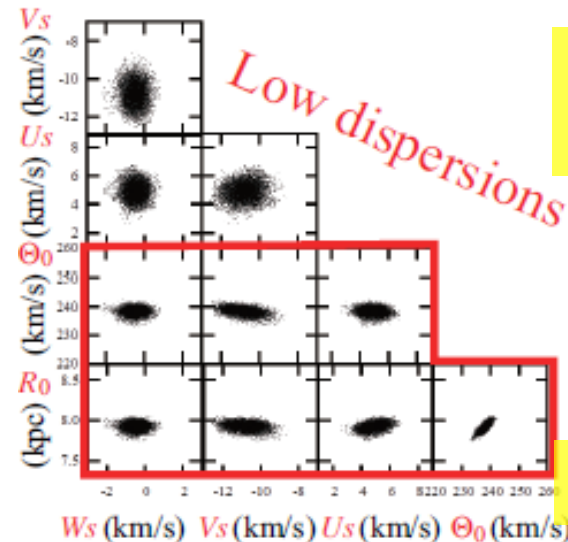 Vs
(km/s)
-8
-10
-12
Low dispersions
Us
(km/s)
8
6
4
2
Θ0
(km/s)
260
250
240
230
220
R0
(kpc)
8.5
8.0
7.5
-2 0 2 -12 -10 -8 2 4 6 8 220 230 240 250 260
Ws (km/s) Vs (km/s) Us (km/s) Θ0 (km/s)